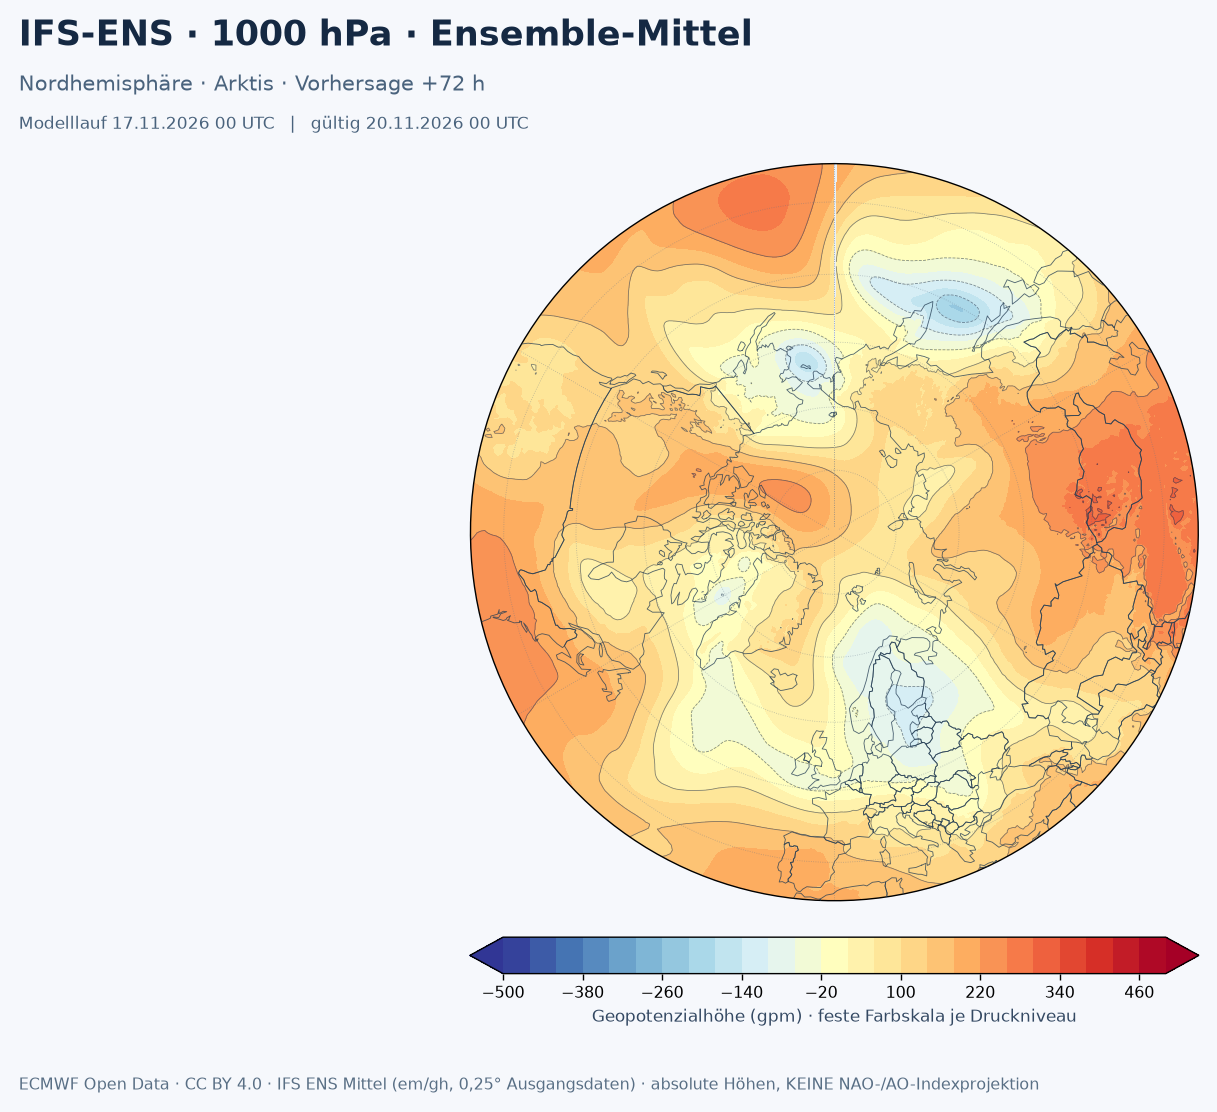 IFS-ENS · 1000 hPa · Ensemble-Mittel
Nordhemisphäre · Arktis · Vorhersage +72 h
Modelllauf 17.11.2026 00 UTC   |   gültig 20.11.2026 00 UTC
−500 −380 −260 −140 −20 100 220 340 460
Geopotenzialhöhe (gpm) · feste Farbskala je Druckniveau
ECMWF Open Data · CC BY 4.0 · IFS ENS Mittel (em/gh, 0,25° Ausgangsdaten) · absolute Höhen, KEINE NAO-/AO-Indexprojektion